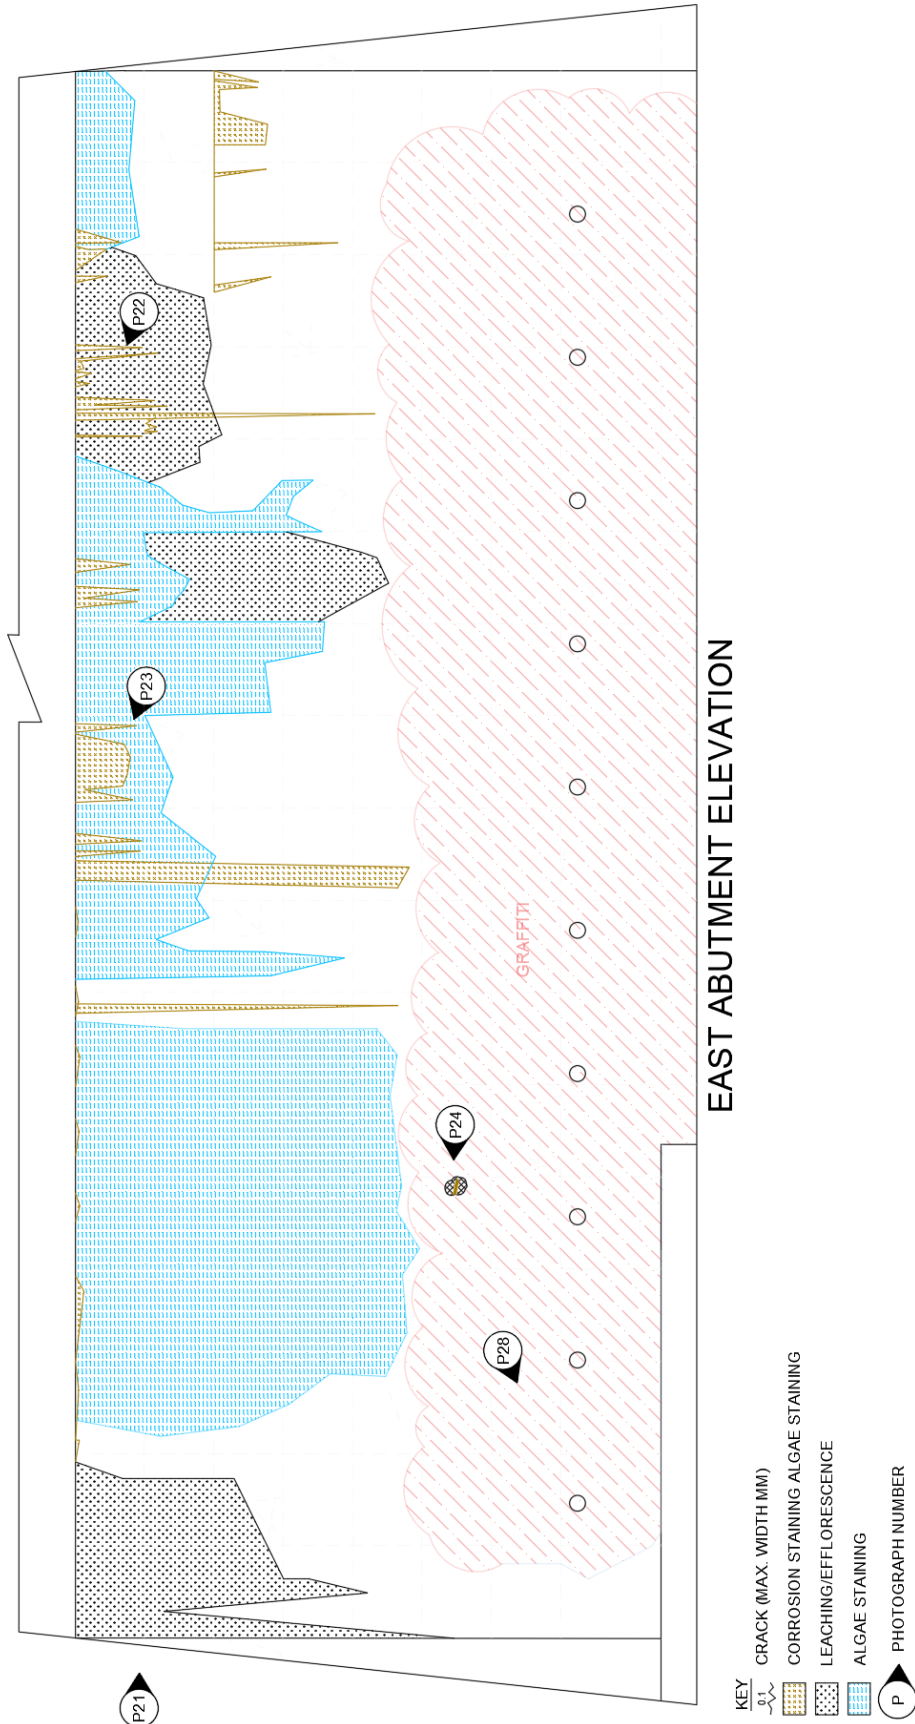 P21
P22
P23
P24
P28
GRAFFITI
EAST ABUTMENT ELEVATION
KEY
0.1 CRACK (MAX. WIDTH MM)
CORROSION STAINING ALGAE STAINING
LEACHING/EFFLORESCENCE
ALGAE STAINING
P PHOTOGRAPH NUMBER